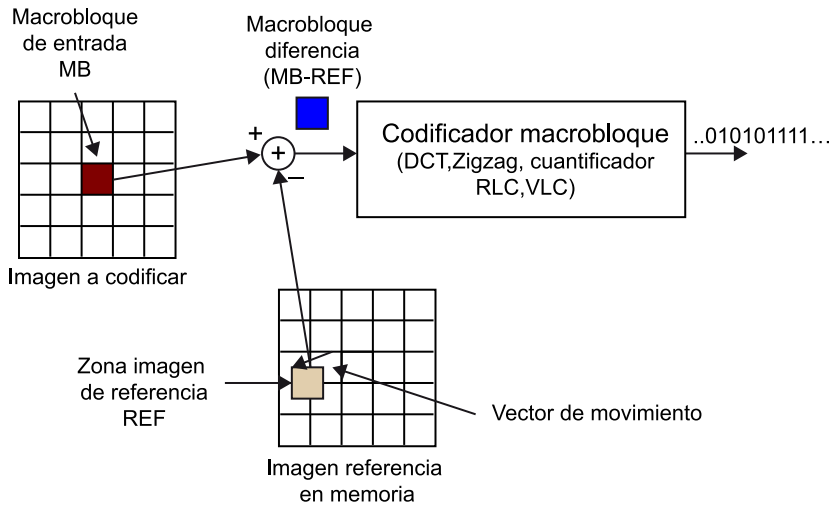 Macrobloque
de entrada
MB
Macrobloque
diferencia
(MB-REF)
+
+
−
Codificador macrobloque
(DCT,Zigzag, cuantificador
RLC,VLC)
..010101111...
Imagen a codificar
Zona imagen
de referencia
REF
Vector de movimiento
Imagen referencia
en memoria